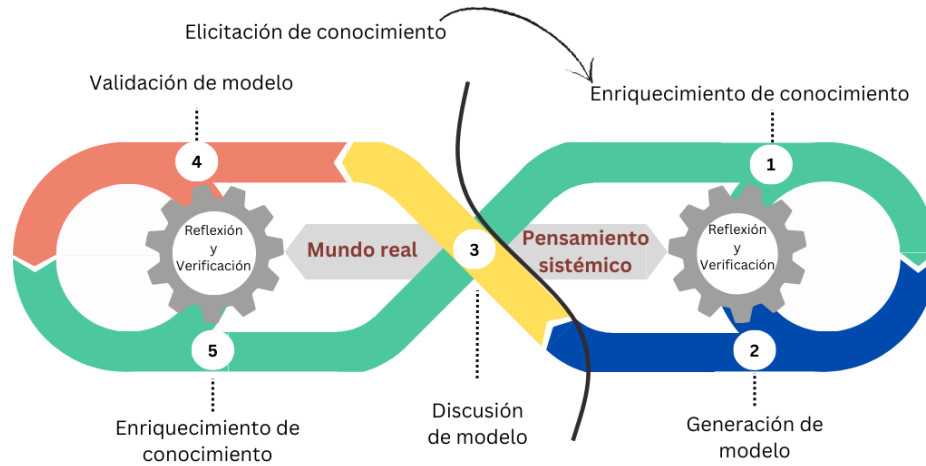 Elicitación de conocimiento
Validación de modelo
Enriquecimiento de conocimiento
4
1
Reflexión
y
Verificación
Mundo real
3
Pensamiento
sistémico
Reflexión
y
Verificación
5
2
Enriquecimiento de
conocimiento
Discusión
de modelo
Generación de
modelo